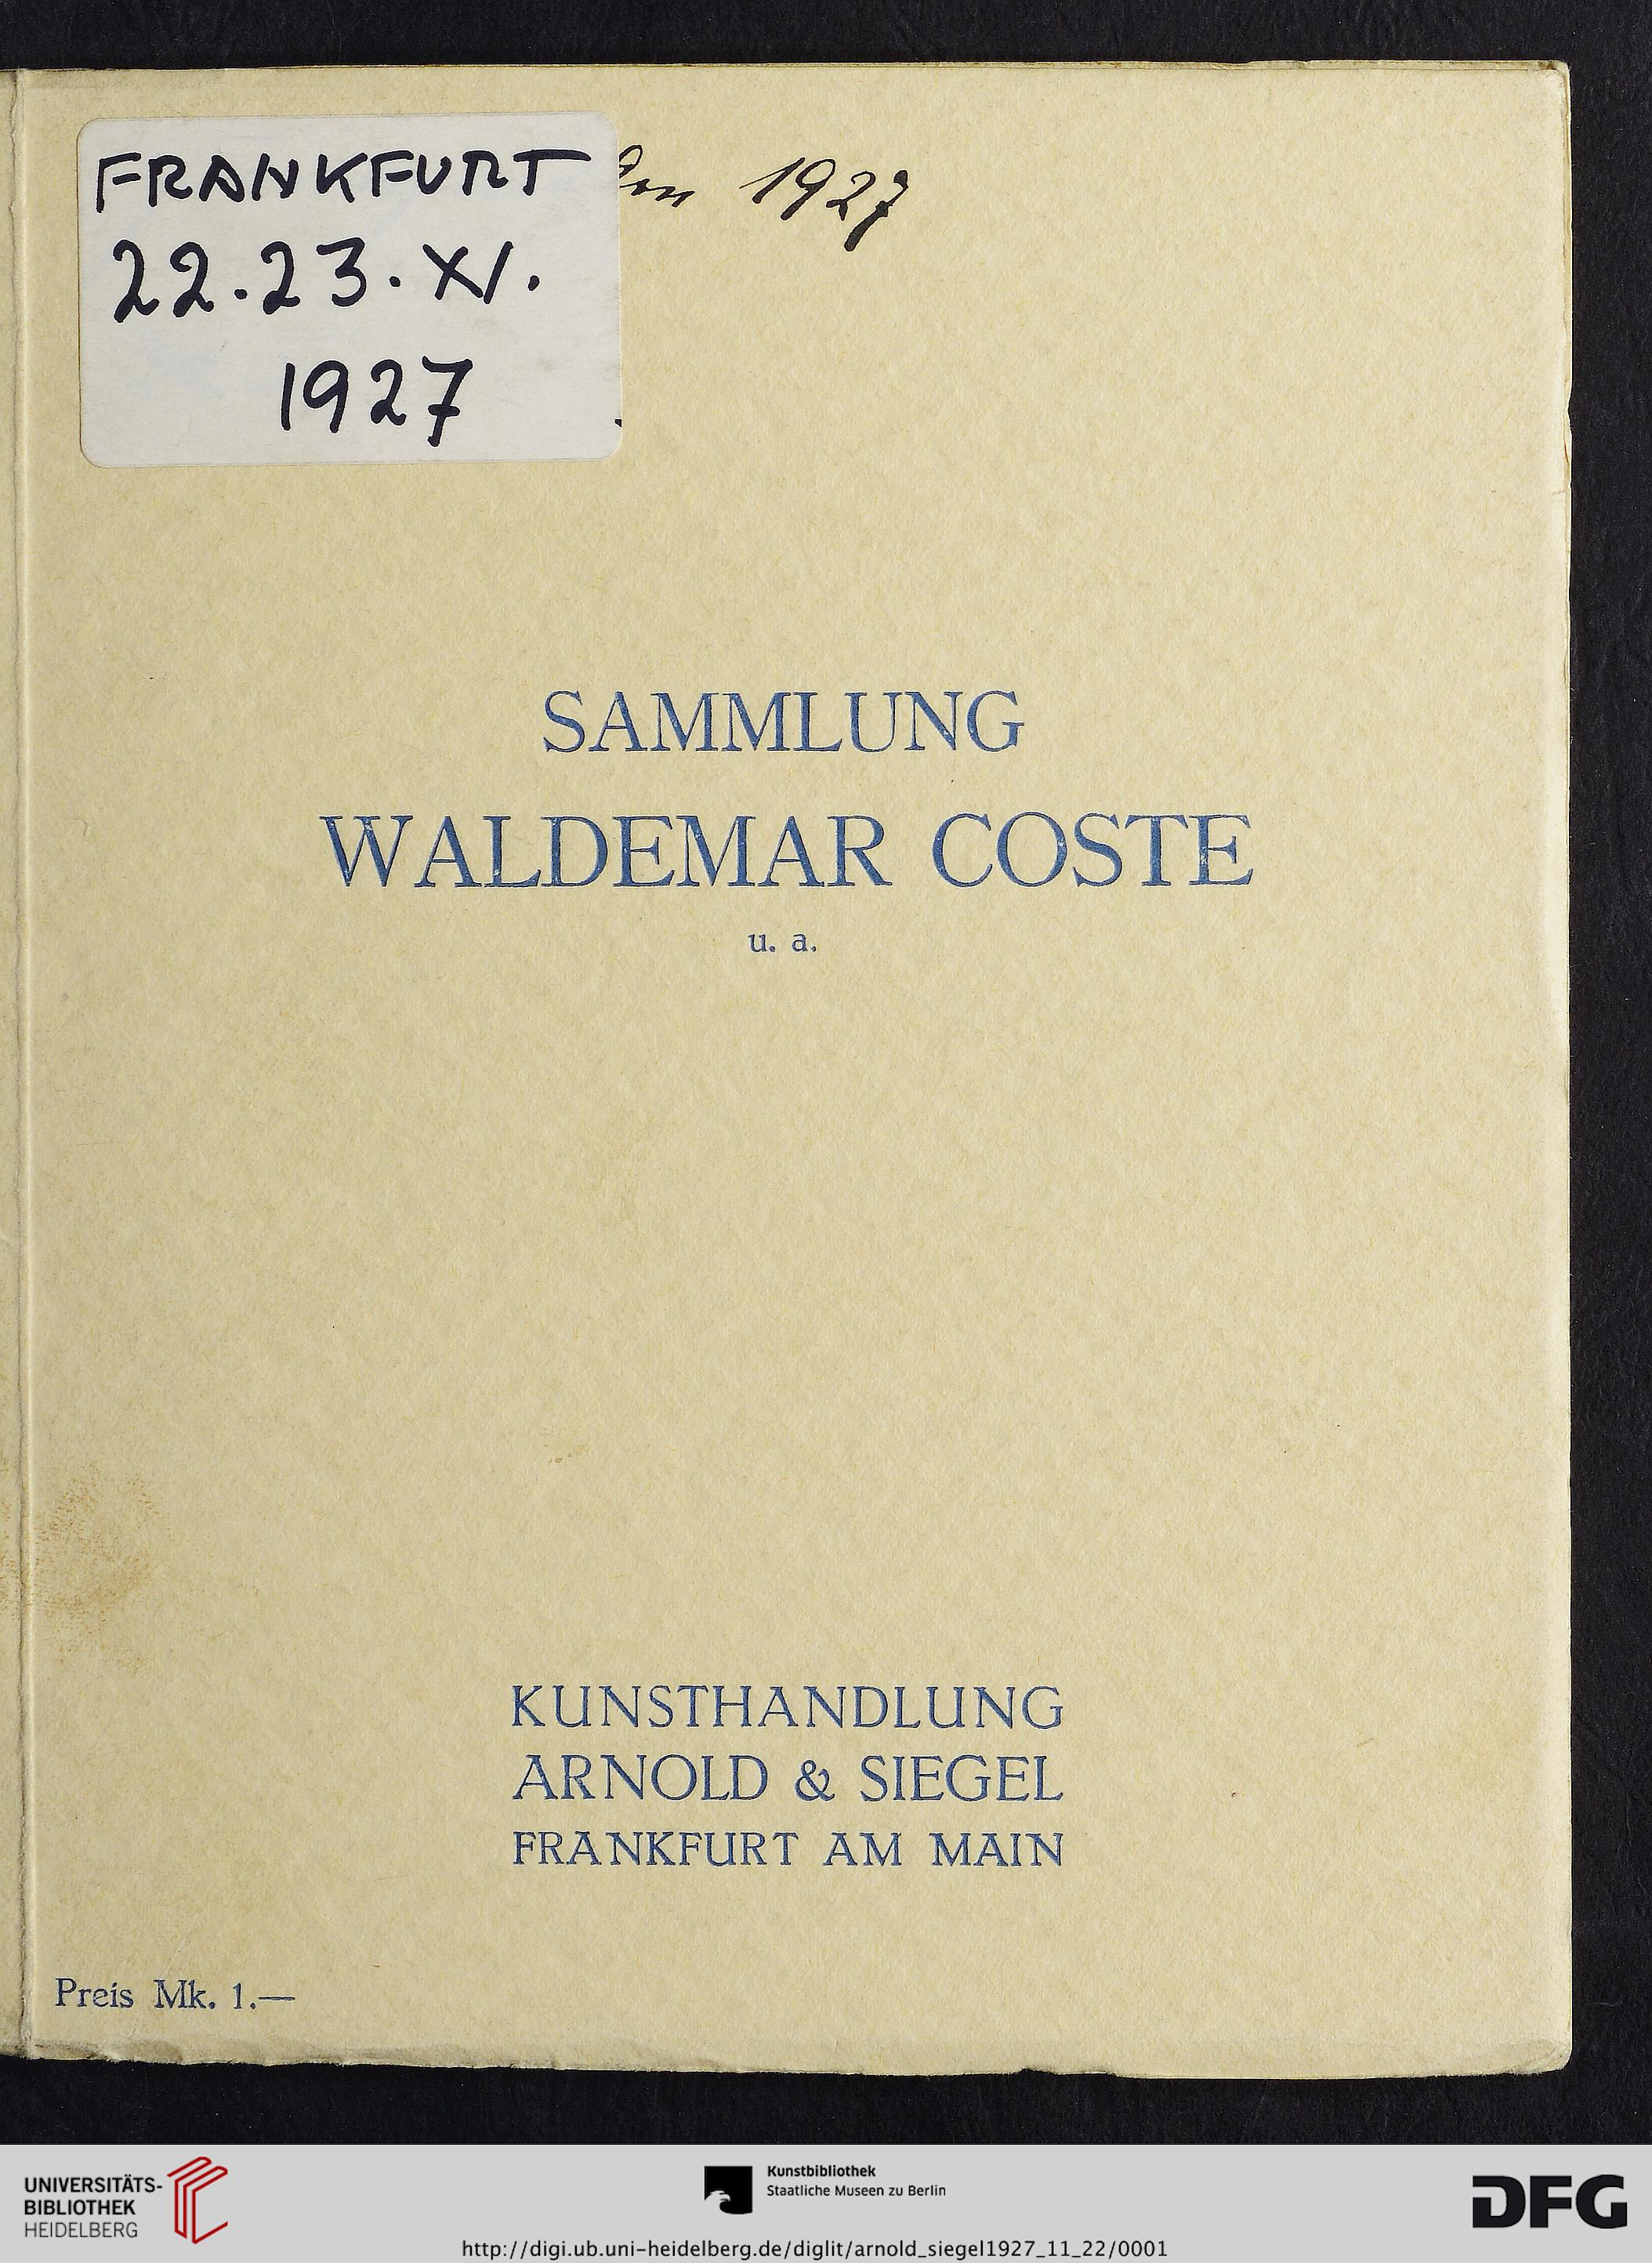 FRANKFURT
22.23.XI.
1927
1927
SAMMLUNG
WALDEMAR COSTE
u. a.
KUNSTHANDLUNG
ARNOLD & SIEGEL
FRANKFURT AM MAIN
Preis Mk. 1.—
UNIVERSITÄTS-
BIBLIOTHEK
HEIDELBERG
Kunstbibliothek
Staatliche Museen zu Berlin
DFG
http://digi.ub.uni-heidelberg.de/diglit/arnold_siegel1927_11_22/0001